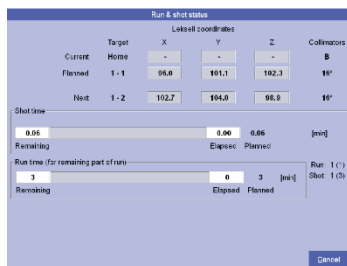 Run & shot status
Leksell coordinates
Target X Y Z Collimators
Current Home - - - B
Planned 1 - 1 96.0 101.1 102.3 16*
Next 1 - 2 102.7 104.0 98.9 16*
Shot time
0.06 0.00 0.06 [min]
Remaining Elapsed Planned
Run time (for remaining part of run)
Run: 1 (1)
3 0 3 [min] Shot: 1 (3)
Remaining Elapsed Planned
Cancel